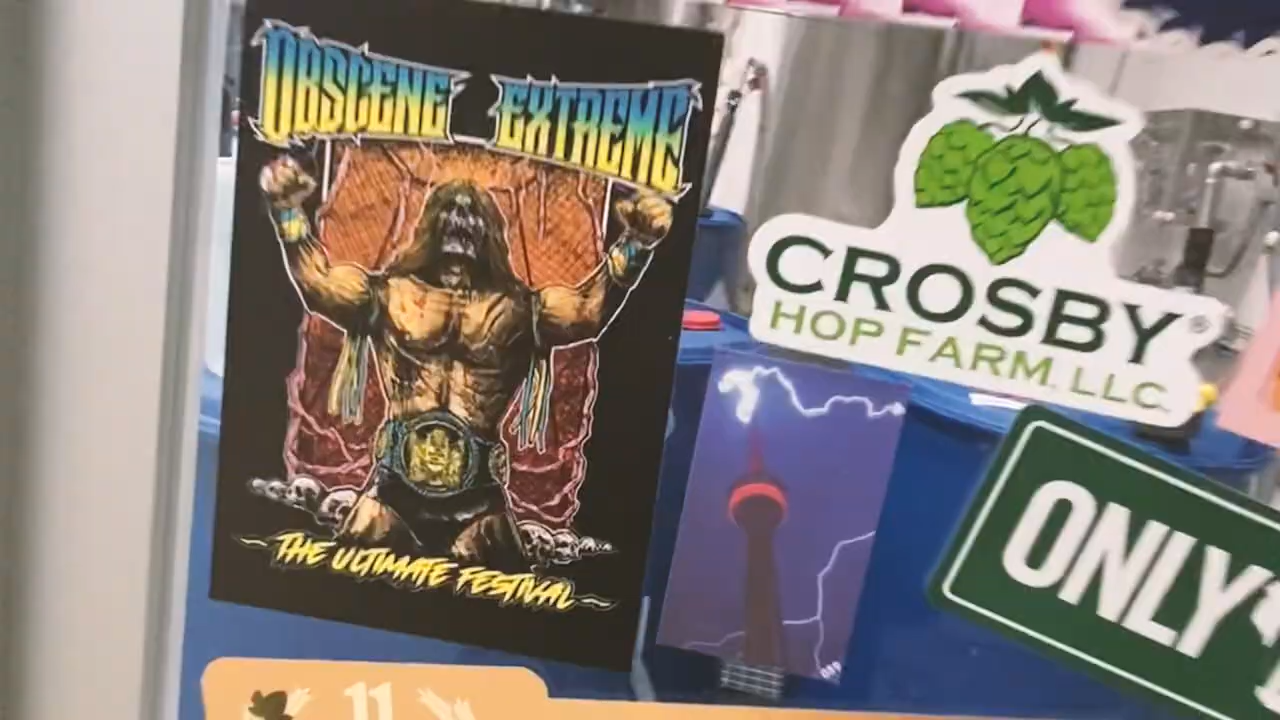 OBSCENE EXTREME
THE ULTIMATE FESTIVAL
CROSBY®
HOP FARM, LLC.
ONLY'
11